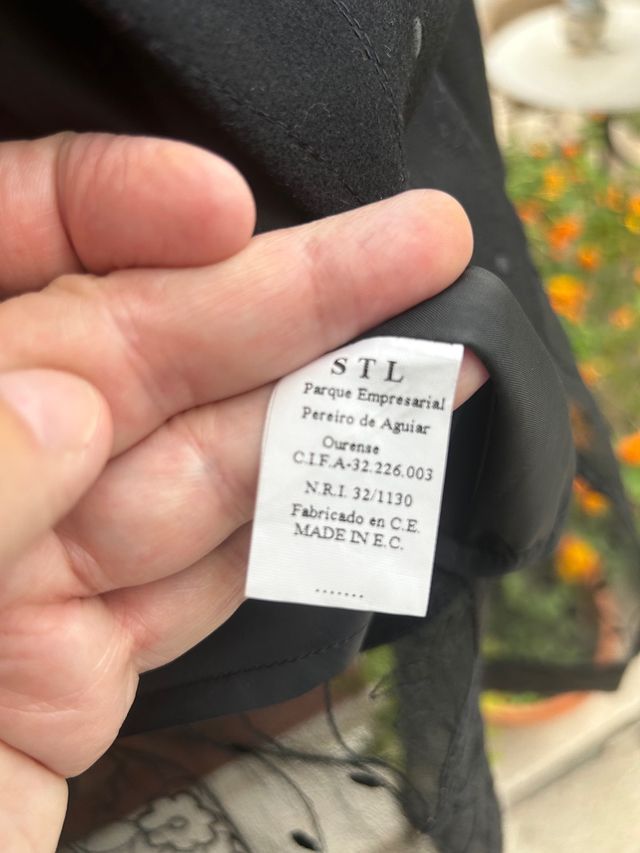 STL
Parque Empresarial
Pereiro de Aguiar
Ourense
C.I.F.A-32.226.003
N.R.I. 32/1130
Fabricado en C.E.
MADE IN E.C.
.......